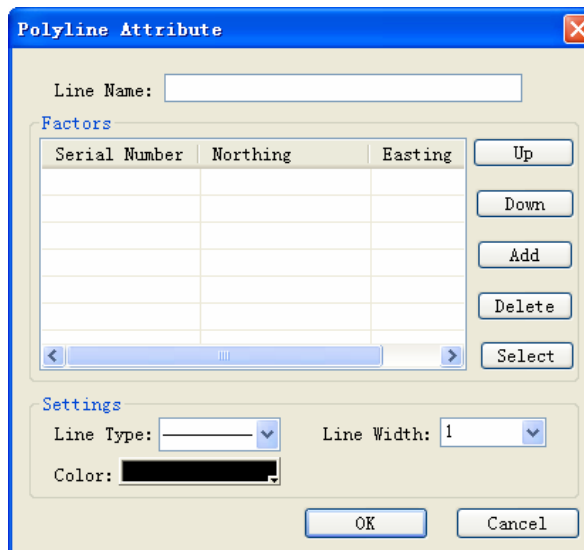 Polyline Attribute
Line Name:
Factors
Serial Number Northing Easting
Up
Down
Add
Delete
Select
Settings
Line Type: Line Width: 1
Color:
OK Cancel